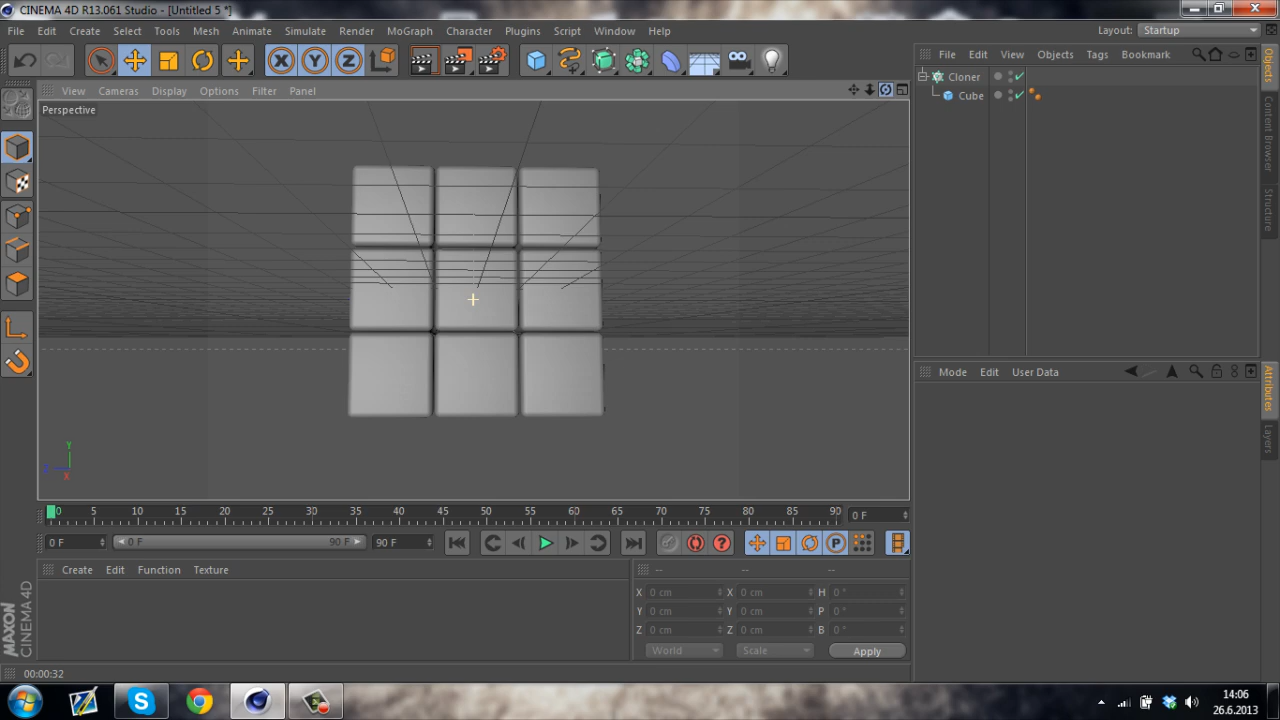 CINEMA 4D R13.061 Studio - [Untitled 5 *]
File Edit Create Select Tools Mesh Animate Simulate Render MoGraph Character Plugins Script Window Help
Layout: Startup
X Y Z
File Edit View Objects Tags Bookmark
View Cameras Display Options Filter Panel
Perspective
Cloner
Cube
Objects
Content Browser
Structure
Mode Edit User Data
Attributes
Layers
Y
X
0 5 10 15 20 25 30 35 40 45 50 55 60 65 70 75 80 85 90
0 F
0 F
0 F 90 F
90 F
P
Create Edit Function Texture
-- -- --
X 0 cm X 0 cm H 0 °
Y 0 cm Y 0 cm P 0 °
Z 0 cm Z 0 cm B 0 °
World Scale Apply
MAXON
CINEMA 4D
00:00:32
14:06
26.6.2013